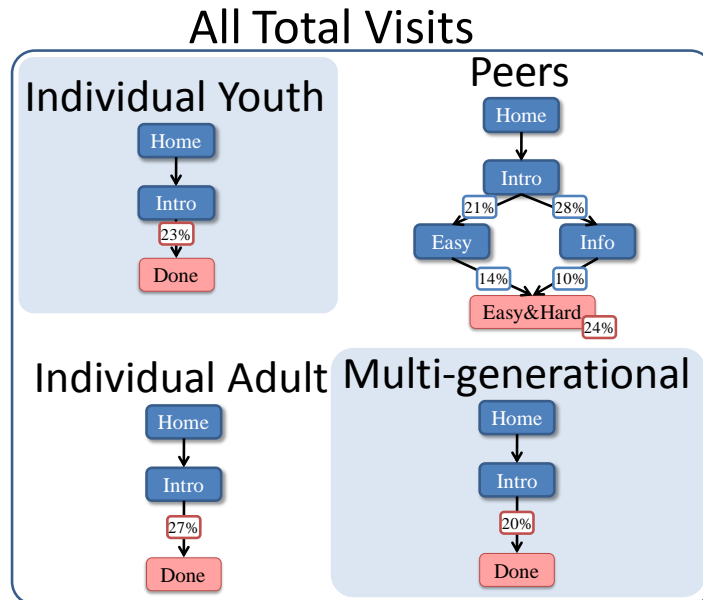 All Total Visits
Individual Youth
Home
Intro
23%
Done
Peers
Home
Intro
21% 28%
Easy Info
14% 10%
Easy&Hard
24%
Individual Adult
Home
Intro
27%
Done
Multi-generational
Home
Intro
20%
Done